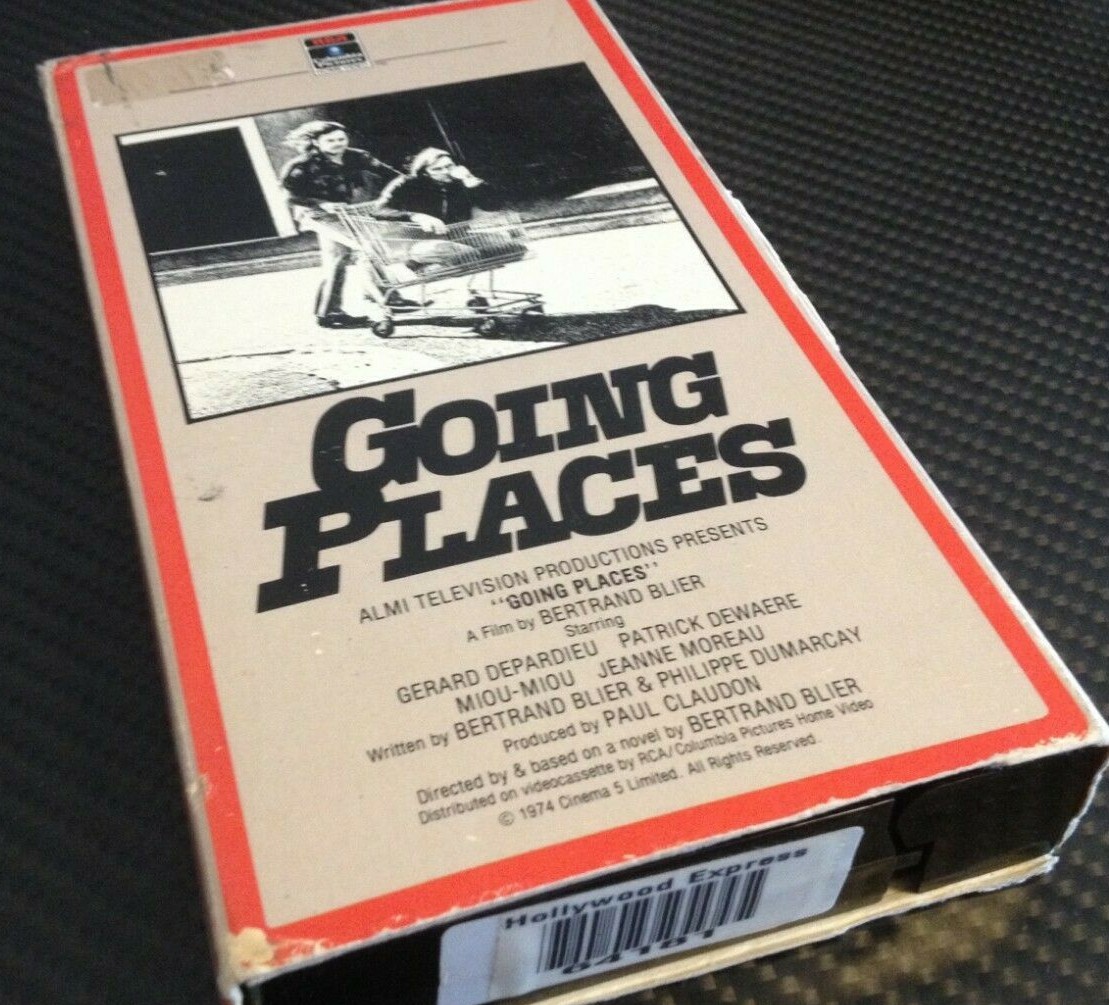 RCA
Columbia
Pictures
GOING
PLACES
ALMI TELEVISION PRODUCTIONS PRESENTS
"GOING PLACES"
A Film by BERTRAND BLIER
Starring
GERARD DEPARDIEU PATRICK DEWAERE
MIOU-MIOU JEANNE MOREAU
Written by BERTRAND BLIER & PHILIPPE DUMARCAY
Produced by PAUL CLAUDON
Directed by & based on a novel by BERTRAND BLIER
Distributed on videocassette by RCA/Columbia Pictures Home Video
© 1974 Cinema 5 Limited. All Rights Reserved.
Hollywood Express